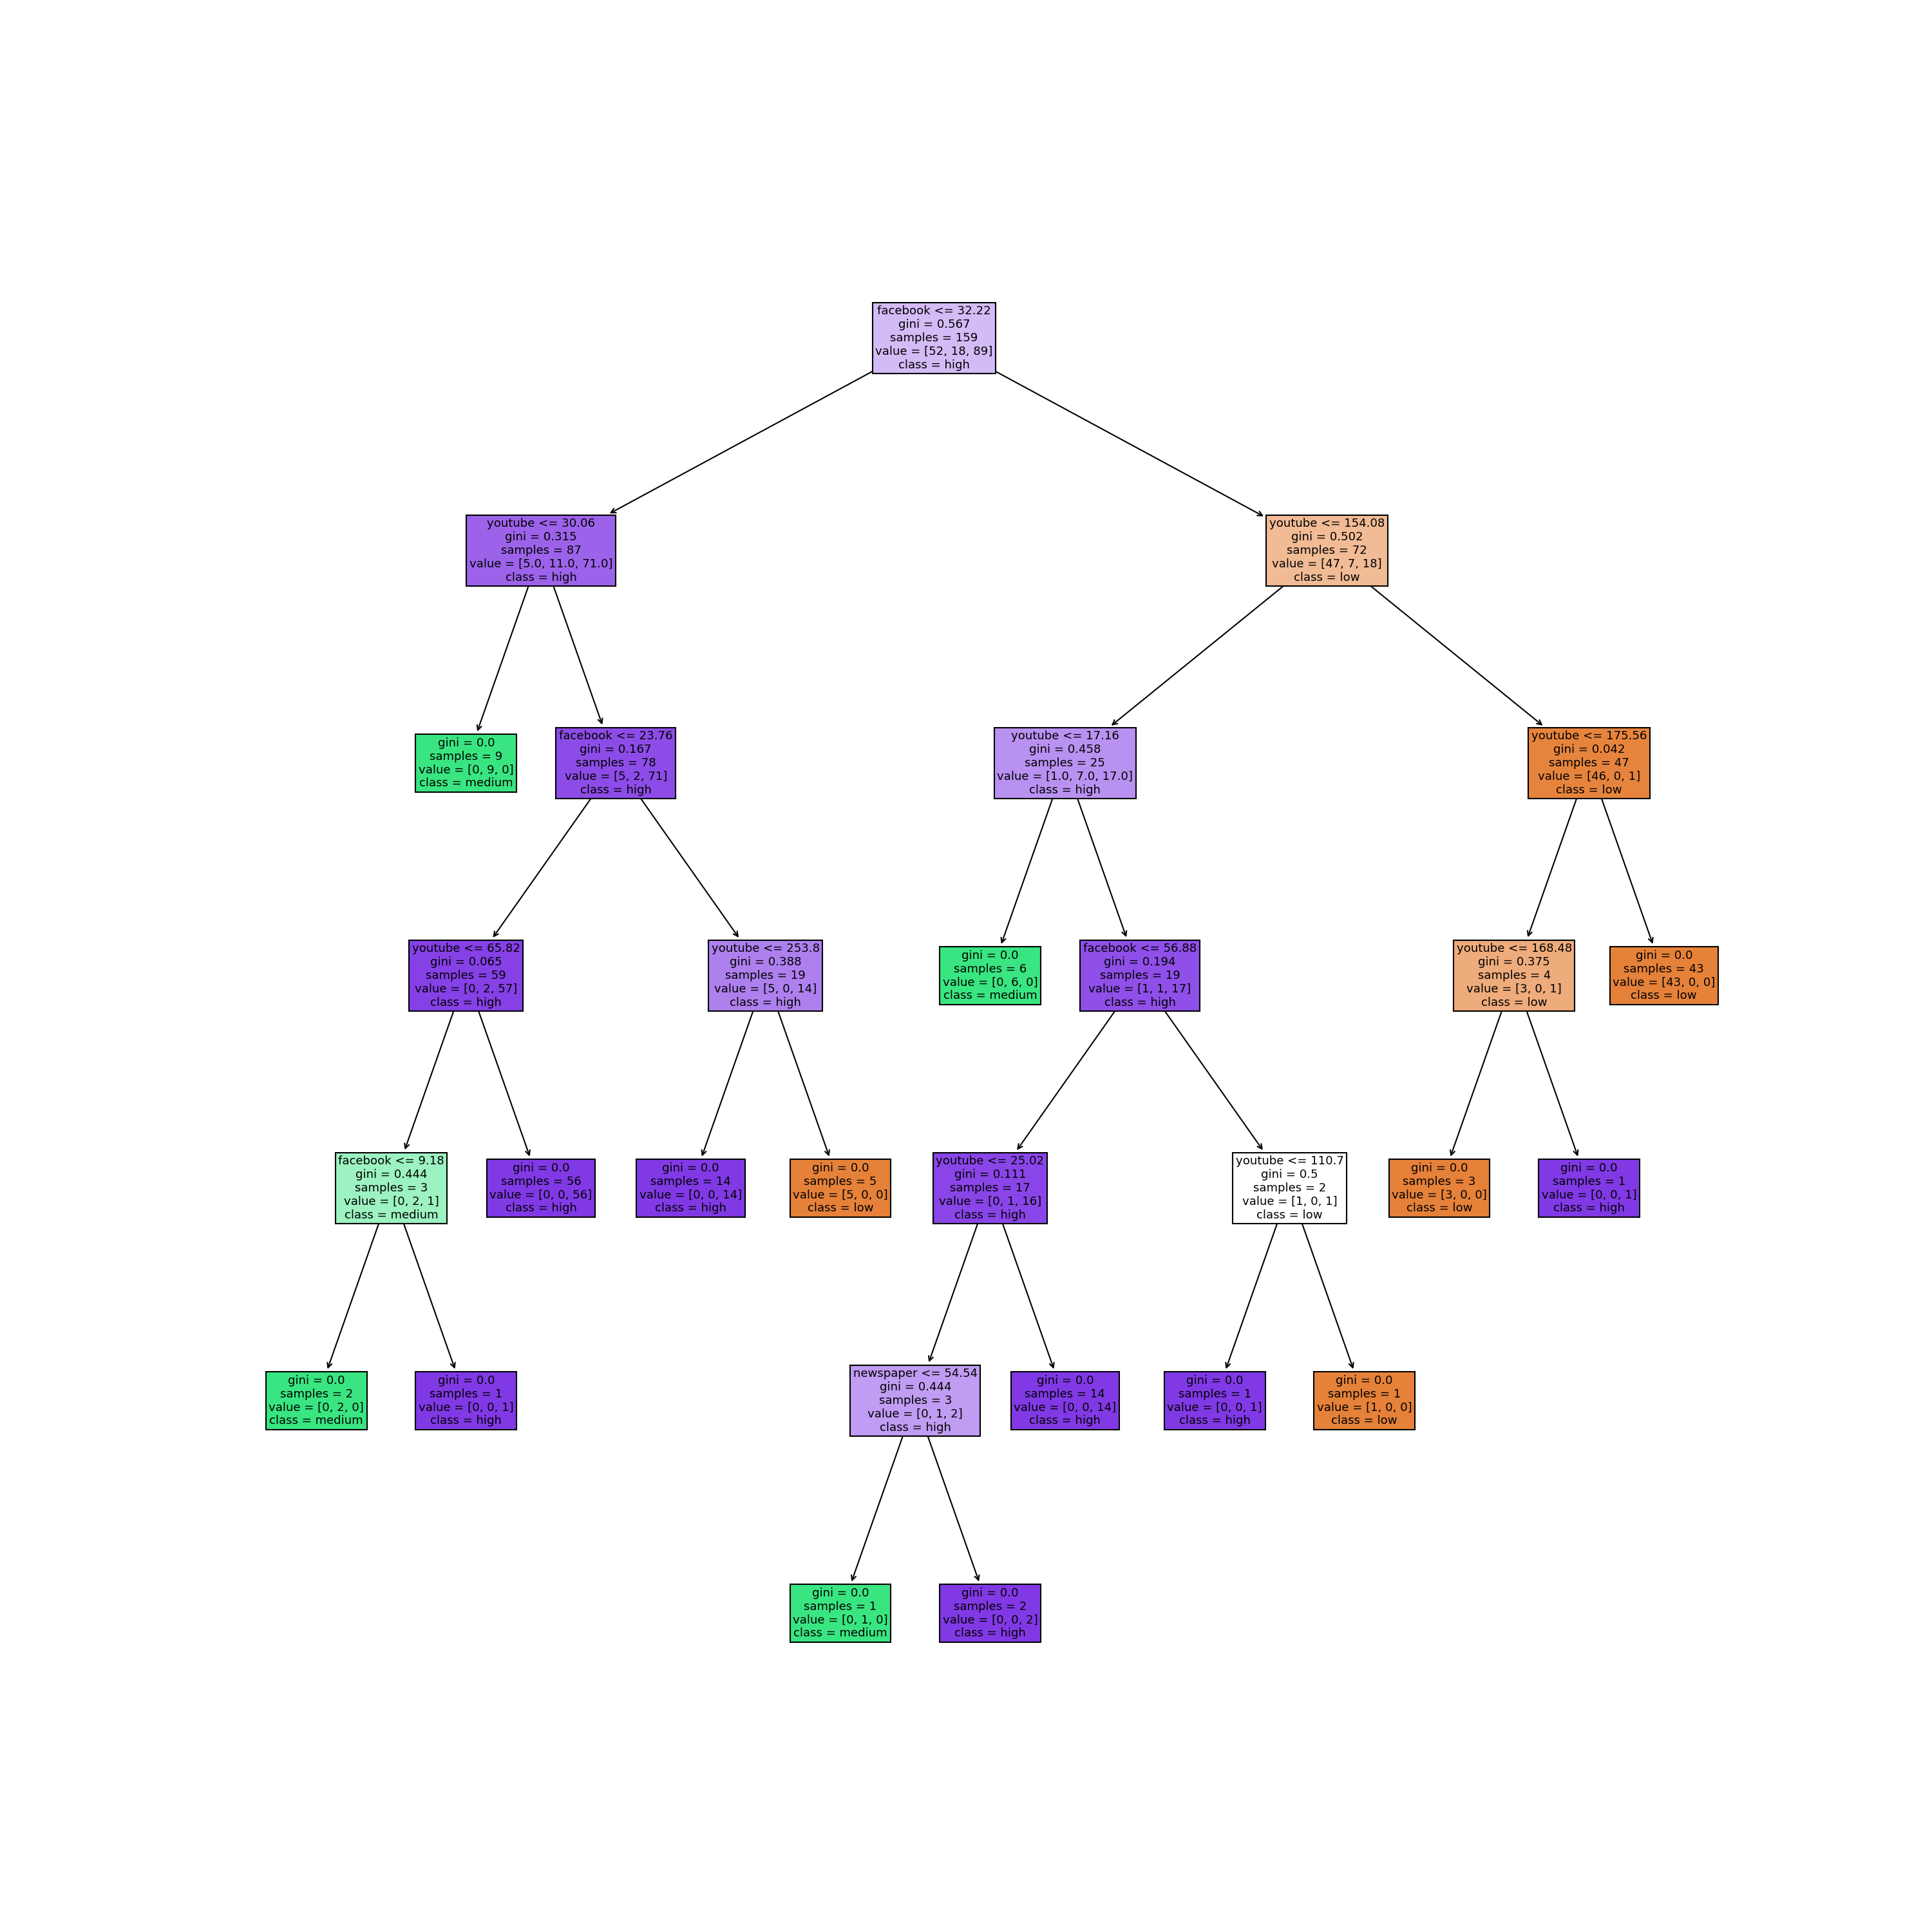 facebook <= 32.22
gini = 0.567
samples = 159
value = [52, 18, 89]
class = high
youtube <= 30.06
gini = 0.315
samples = 87
value = [5.0, 11.0, 71.0]
class = high
youtube <= 154.08
gini = 0.502
samples = 72
value = [47, 7, 18]
class = low
gini = 0.0
samples = 9
value = [0, 9, 0]
class = medium
facebook <= 23.76
gini = 0.167
samples = 78
value = [5, 2, 71]
class = high
youtube <= 17.16
gini = 0.458
samples = 25
value = [1.0, 7.0, 17.0]
class = high
youtube <= 175.56
gini = 0.042
samples = 47
value = [46, 0, 1]
class = low
youtube <= 65.82
gini = 0.065
samples = 59
value = [0, 2, 57]
class = high
youtube <= 253.8
gini = 0.388
samples = 19
value = [5, 0, 14]
class = high
gini = 0.0
samples = 6
value = [0, 6, 0]
class = medium
facebook <= 56.88
gini = 0.194
samples = 19
value = [1, 1, 17]
class = high
youtube <= 168.48
gini = 0.375
samples = 4
value = [3, 0, 1]
class = low
gini = 0.0
samples = 43
value = [43, 0, 0]
class = low
facebook <= 9.18
gini = 0.444
samples = 3
value = [0, 2, 1]
class = medium
gini = 0.0
samples = 56
value = [0, 0, 56]
class = high
gini = 0.0
samples = 14
value = [0, 0, 14]
class = high
gini = 0.0
samples = 5
value = [5, 0, 0]
class = low
youtube <= 25.02
gini = 0.111
samples = 17
value = [0, 1, 16]
class = high
youtube <= 110.7
gini = 0.5
samples = 2
value = [1, 0, 1]
class = low
gini = 0.0
samples = 3
value = [3, 0, 0]
class = low
gini = 0.0
samples = 1
value = [0, 0, 1]
class = high
gini = 0.0
samples = 2
value = [0, 2, 0]
class = medium
gini = 0.0
samples = 1
value = [0, 0, 1]
class = high
newspaper <= 54.54
gini = 0.444
samples = 3
value = [0, 1, 2]
class = high
gini = 0.0
samples = 14
value = [0, 0, 14]
class = high
gini = 0.0
samples = 1
value = [0, 0, 1]
class = high
gini = 0.0
samples = 1
value = [1, 0, 0]
class = low
gini = 0.0
samples = 1
value = [0, 1, 0]
class = medium
gini = 0.0
samples = 2
value = [0, 0, 2]
class = high